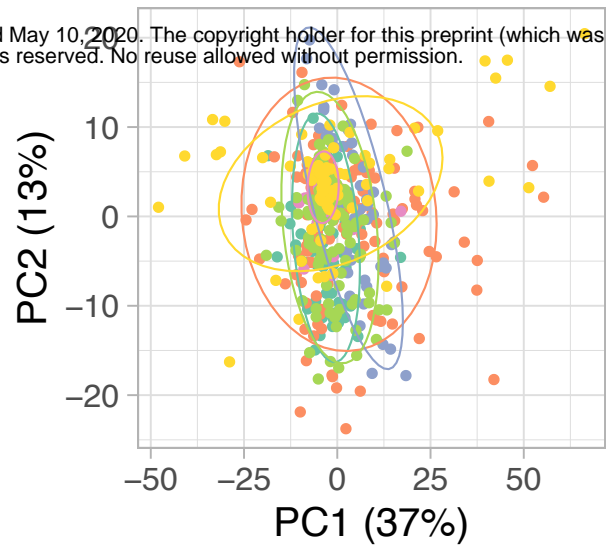 d May 10, 2020. The copyright holder for this preprint (which was
s reserved. No reuse allowed without permission.
20
10
0
−10
−20
PC2 (13%)
−50 −25 0 25 50
PC1 (37%)